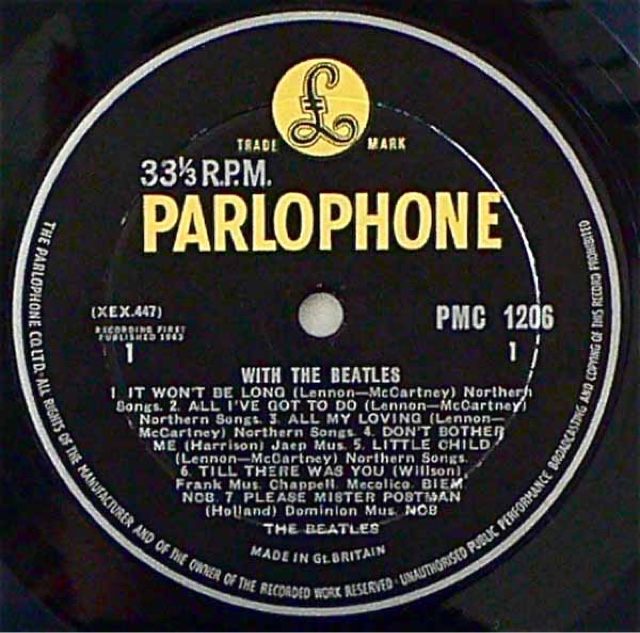 £
TRADE MARK
33⅓ R.P.M.
PARLOPHONE
(XEX.447)
PMC 1206
RECORDING FIRST
PUBLISHED 1963
1 1
WITH THE BEATLES
1. IT WON'T BE LONG (Lennon—McCartney) Northern
Songs. 2. ALL I'VE GOT TO DO (Lennon—McCartney)
Northern Songs. 3. ALL MY LOVING (Lennon—
McCartney) Northern Songs. 4. DON'T BOTHER
ME (Harrison) Jaep Mus. 5. LITTLE CHILD
(Lennon—McCartney) Northern Songs.
6. TILL THERE WAS YOU (Willson)
Frank Mus. Chappell. Mecolico. BIEM.
NCB. 7 PLEASE MISTER POSTMAN
(Holland) Dominion Mus. NCB
THE BEATLES
MADE IN GT. BRITAIN
THE PARLOPHONE CO. LTD. ALL RIGHTS OF THE MANUFACTURER AND OF THE OWNER OF THE RECORDED WORK RESERVED · UNAUTHORISED PUBLIC PERFORMANCE BROADCASTING AND COPYING OF THIS RECORD PROHIBITED